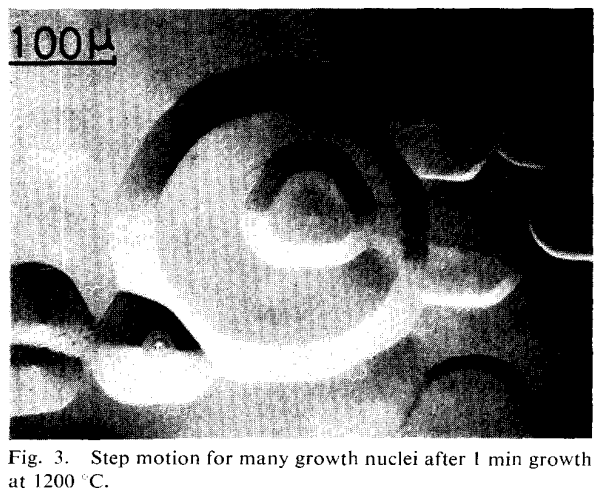 100μ
Fig. 3. Step motion for many growth nuclei after 1 min growth
at 1200 °C.